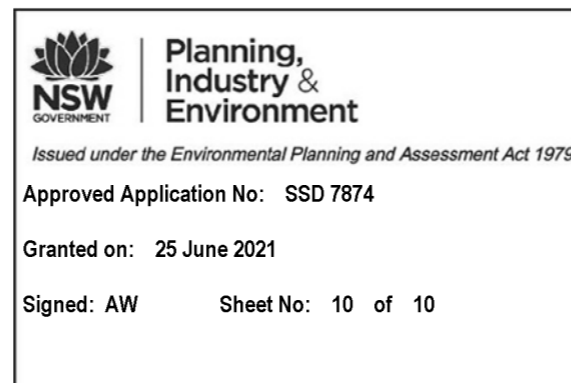 NSW
GOVERNMENT
Planning,
Industry &
Environment
Issued under the Environmental Planning and Assessment Act 1979
Approved Application No: SSD 7874
Granted on: 25 June 2021
Signed: AW Sheet No: 10 of 10